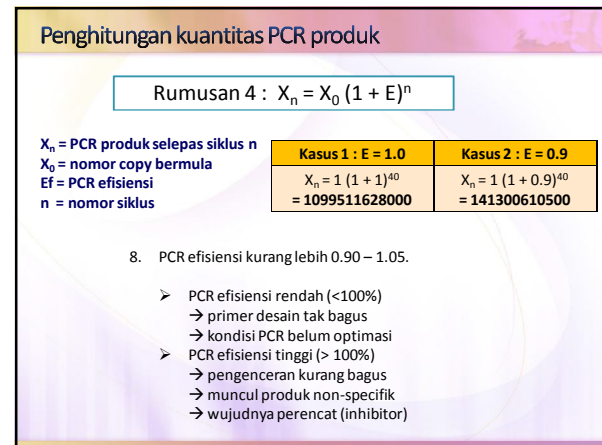 Penghitungan kuantitas PCR produk
Rumusan 4 : Xₙ = X₀ (1 + E)ⁿ
Xₙ = PCR produk selepas siklus n
X₀ = nomor copy bermula
Ef = PCR efisiensi
n = nomor siklus
Kasus 1 : E = 1.0
Xₙ = 1 (1 + 1)⁴⁰
= 1099511628000
Kasus 2 : E = 0.9
Xₙ = 1 (1 + 0.9)⁴⁰
= 141300610500
8. PCR efisiensi kurang lebih 0.90 – 1.05.
➢ PCR efisiensi rendah (<100%)
→ primer desain tak bagus
→ kondisi PCR belum optimasi
➢ PCR efisiensi tinggi (> 100%)
→ pengenceran kurang bagus
→ muncul produk non-spesifik
→ wujudnya perencat (inhibitor)